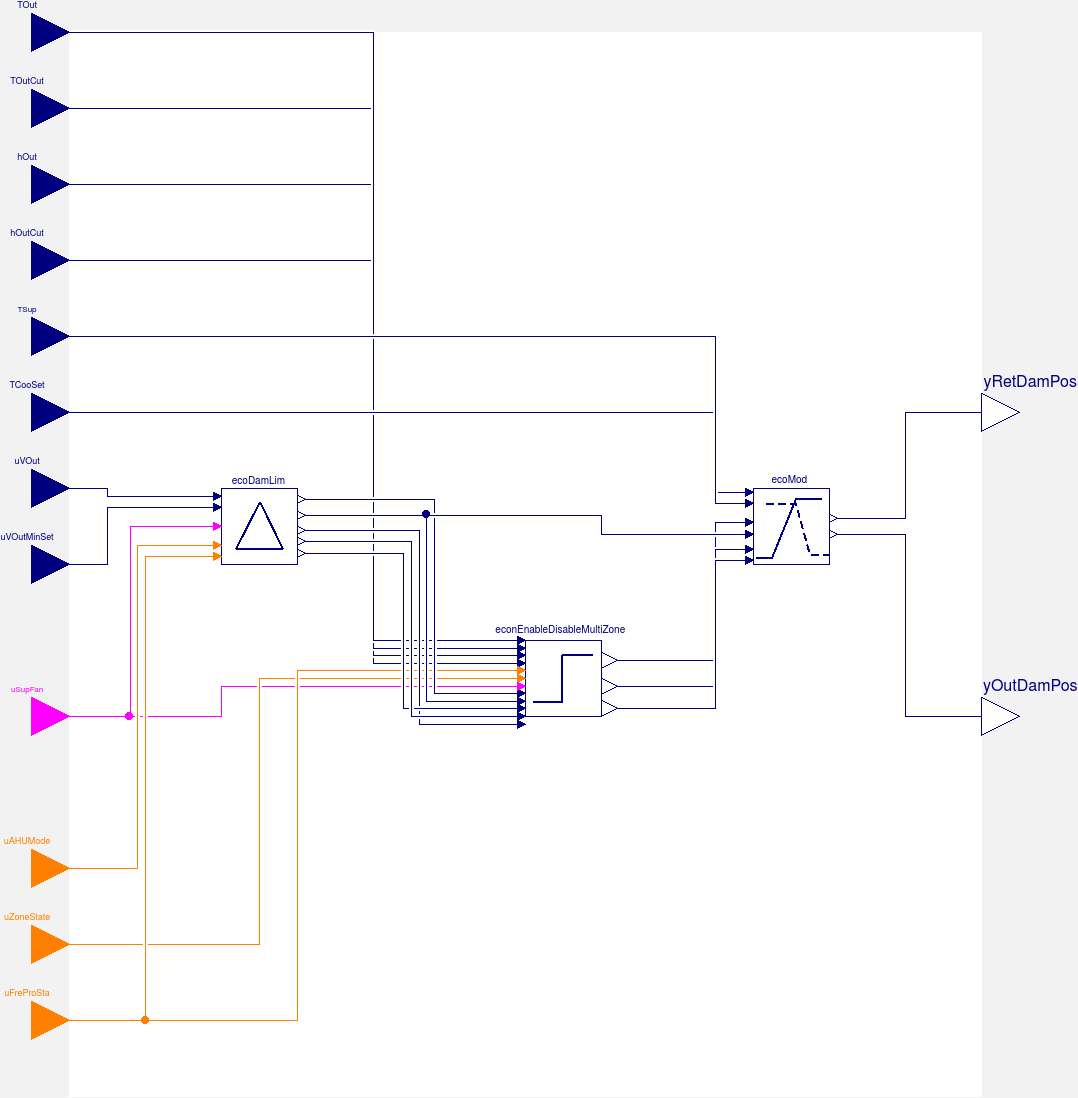 TOut
TOutCut
hOut
hOutCut
TSup
TCooSet
yRetDamPos
uVOut
ecoDamLim
ecoMod
uVOutMinSet
econEnableDisableMultiZone
uSupFan
yOutDamPos
uAHUMode
uZoneState
uFreProSta